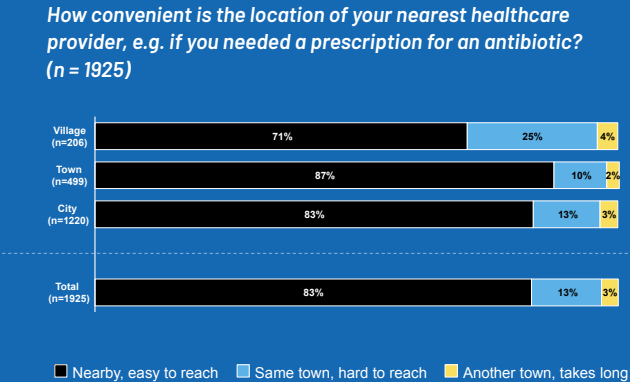 How convenient is the location of your nearest healthcare
provider, e.g. if you needed a prescription for an antibiotic?
(n = 1925)
Village
(n=206)
71%
25%
4%
Town
(n=499)
87%
10%
2%
City
(n=1220)
83%
13%
3%
Total
(n=1925)
83%
13%
3%
Nearby, easy to reach
Same town, hard to reach
Another town, takes long